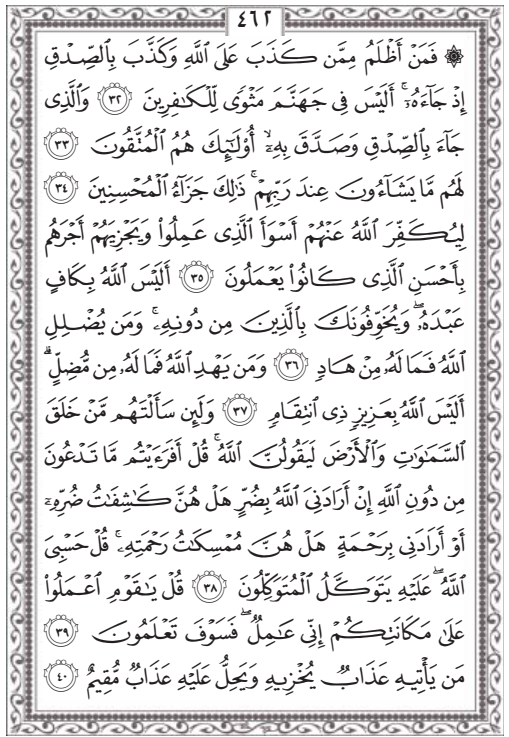 ٤٦٢
۞ فَمَنْ أَظْلَمُ مِمَّن كَذَبَ عَلَى ٱللَّهِ وَكَذَّبَ بِٱلصِّدْقِ
إِذْ جَآءَهُۥٓ ۚ أَلَيْسَ فِى جَهَنَّمَ مَثْوًى لِّلْكَٰفِرِينَ ٣٢ وَٱلَّذِى
جَآءَ بِٱلصِّدْقِ وَصَدَّقَ بِهِۦٓ ۙ أُو۟لَٰٓئِكَ هُمُ ٱلْمُتَّقُونَ ٣٣
لَهُم مَّا يَشَآءُونَ عِندَ رَبِّهِمْ ۚ ذَٰلِكَ جَزَآءُ ٱلْمُحْسِنِينَ ٣٤
لِيُكَفِّرَ ٱللَّهُ عَنْهُمْ أَسْوَأَ ٱلَّذِى عَمِلُوا۟ وَيَجْزِيَهُمْ أَجْرَهُم
بِأَحْسَنِ ٱلَّذِى كَانُوا۟ يَعْمَلُونَ ٣٥ أَلَيْسَ ٱللَّهُ بِكَافٍ
عَبْدَهُۥ ۖ وَيُخَوِّفُونَكَ بِٱلَّذِينَ مِن دُونِهِۦ ۚ وَمَن يُضْلِلِ
ٱللَّهُ فَمَا لَهُۥ مِنْ هَادٍ ٣٦ وَمَن يَهْدِ ٱللَّهُ فَمَا لَهُۥ مِن مُّضِلٍّ ۗ
أَلَيْسَ ٱللَّهُ بِعَزِيزٍ ذِى ٱنتِقَامٍ ٣٧ وَلَئِن سَأَلْتَهُم مَّنْ خَلَقَ
ٱلسَّمَٰوَٰتِ وَٱلْأَرْضَ لَيَقُولُنَّ ٱللَّهُ ۚ قُلْ أَفَرَءَيْتُم مَّا تَدْعُونَ
مِن دُونِ ٱللَّهِ إِنْ أَرَادَنِىَ ٱللَّهُ بِضُرٍّ هَلْ هُنَّ كَٰشِفَٰتُ ضُرِّهِۦٓ
أَوْ أَرَادَنِى بِرَحْمَةٍ هَلْ هُنَّ مُمْسِكَٰتُ رَحْمَتِهِۦ ۚ قُلْ حَسْبِىَ
ٱللَّهُ ۖ عَلَيْهِ يَتَوَكَّلُ ٱلْمُتَوَكِّلُونَ ٣٨ قُلْ يَٰقَوْمِ ٱعْمَلُوا۟
عَلَىٰ مَكَانَتِكُمْ إِنِّى عَٰمِلٌ ۖ فَسَوْفَ تَعْلَمُونَ ٣٩
مَن يَأْتِيهِ عَذَابٌ يُخْزِيهِ وَيَحِلُّ عَلَيْهِ عَذَابٌ مُّقِيمٌ ٤٠